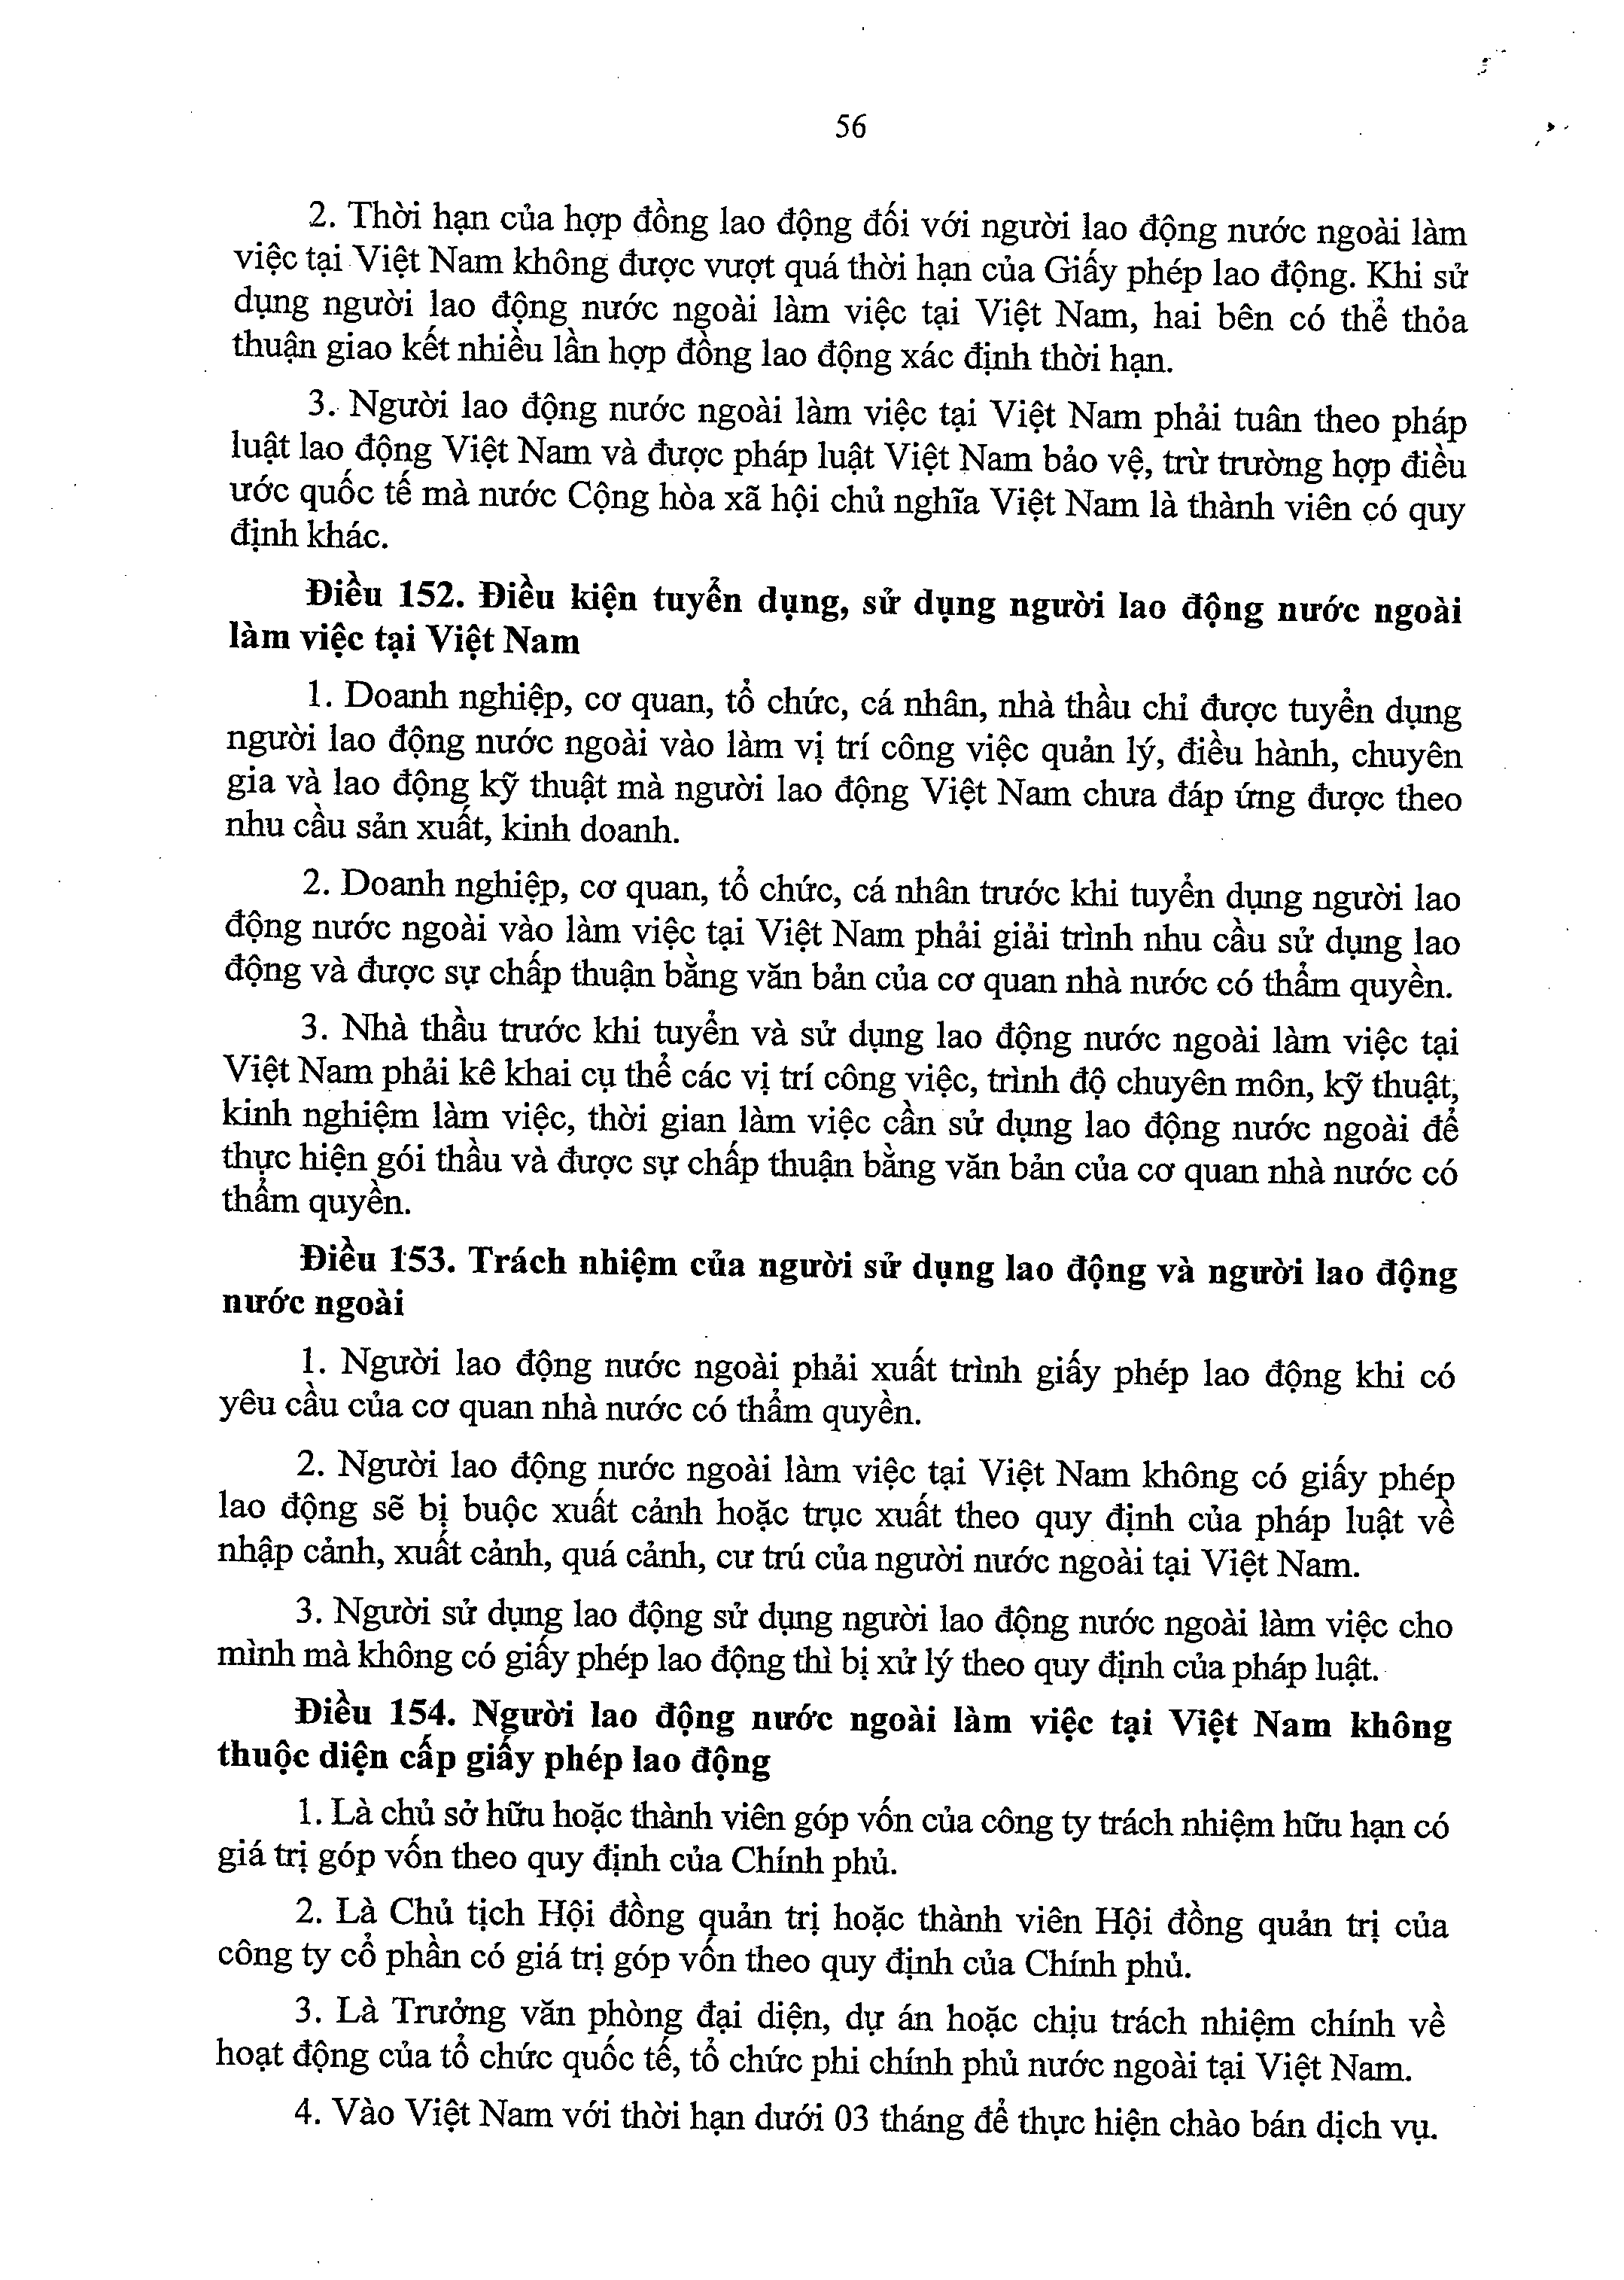 56
2. Thời hạn của hợp đồng lao động đối với người lao động nước ngoài làm
việc tại Việt Nam không được vượt quá thời hạn của Giấy phép lao động. Khi sử
dụng người lao động nước ngoài làm việc tại Việt Nam, hai bên có thể thỏa
thuận giao kết nhiều lần hợp đồng lao động xác định thời hạn.
3. Người lao động nước ngoài làm việc tại Việt Nam phải tuân theo pháp
luật lao động Việt Nam và được pháp luật Việt Nam bảo vệ, trừ trường hợp điều
ước quốc tế mà nước Cộng hòa xã hội chủ nghĩa Việt Nam là thành viên có quy
định khác.
Điều 152. Điều kiện tuyển dụng, sử dụng người lao động nước ngoài
làm việc tại Việt Nam
1. Doanh nghiệp, cơ quan, tổ chức, cá nhân, nhà thầu chỉ được tuyển dụng
người lao động nước ngoài vào làm vị trí công việc quản lý, điều hành, chuyên
gia và lao động kỹ thuật mà người lao động Việt Nam chưa đáp ứng được theo
nhu cầu sản xuất, kinh doanh.
2. Doanh nghiệp, cơ quan, tổ chức, cá nhân trước khi tuyển dụng người lao
động nước ngoài vào làm việc tại Việt Nam phải giải trình nhu cầu sử dụng lao
động và được sự chấp thuận bằng văn bản của cơ quan nhà nước có thẩm quyền.
3. Nhà thầu trước khi tuyển và sử dụng lao động nước ngoài làm việc tại
Việt Nam phải kê khai cụ thể các vị trí công việc, trình độ chuyên môn, kỹ thuật,
kinh nghiệm làm việc, thời gian làm việc cần sử dụng lao động nước ngoài để
thực hiện gói thầu và được sự chấp thuận bằng văn bản của cơ quan nhà nước có
thẩm quyền.
Điều 153. Trách nhiệm của người sử dụng lao động và người lao động
nước ngoài
1. Người lao động nước ngoài phải xuất trình giấy phép lao động khi có
yêu cầu của cơ quan nhà nước có thẩm quyền.
2. Người lao động nước ngoài làm việc tại Việt Nam không có giấy phép
lao động sẽ bị buộc xuất cảnh hoặc trục xuất theo quy định của pháp luật về
nhập cảnh, xuất cảnh, quá cảnh, cư trú của người nước ngoài tại Việt Nam.
3. Người sử dụng lao động sử dụng người lao động nước ngoài làm việc cho
mình mà không có giấy phép lao động thì bị xử lý theo quy định của pháp luật.
Điều 154. Người lao động nước ngoài làm việc tại Việt Nam không
thuộc diện cấp giấy phép lao động
1. Là chủ sở hữu hoặc thành viên góp vốn của công ty trách nhiệm hữu hạn có
giá trị góp vốn theo quy định của Chính phủ.
2. Là Chủ tịch Hội đồng quản trị hoặc thành viên Hội đồng quản trị của
công ty cổ phần có giá trị góp vốn theo quy định của Chính phủ.
3. Là Trưởng văn phòng đại diện, dự án hoặc chịu trách nhiệm chính về
hoạt động của tổ chức quốc tế, tổ chức phi chính phủ nước ngoài tại Việt Nam.
4. Vào Việt Nam với thời hạn dưới 03 tháng để thực hiện chào bán dịch vụ.